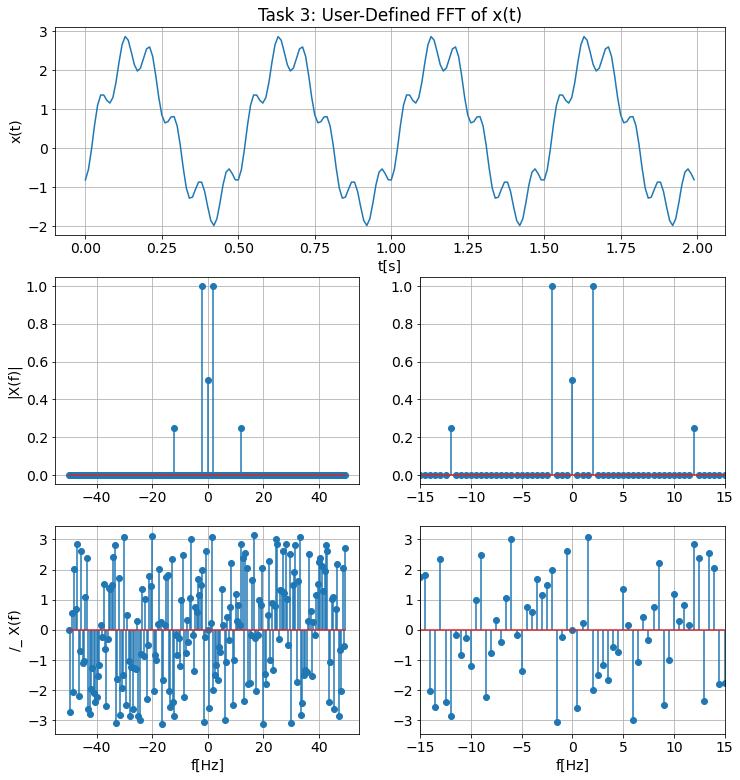 Task 3: User-Defined FFT of x(t)
3
2
1
0
−1
−2
x(t)
0.00 0.25 0.50 0.75 1.00 1.25 1.50 1.75 2.00
t[s]
1.0
0.8
0.6
0.4
0.2
0.0
|X(f)|
−40 −20 0 20 40
1.0
0.8
0.6
0.4
0.2
0.0
−15 −10 −5 0 5 10 15
3
2
1
0
−1
−2
−3
/_ X(f)
−40 −20 0 20 40
f[Hz]
3
2
1
0
−1
−2
−3
−15 −10 −5 0 5 10 15
f[Hz]